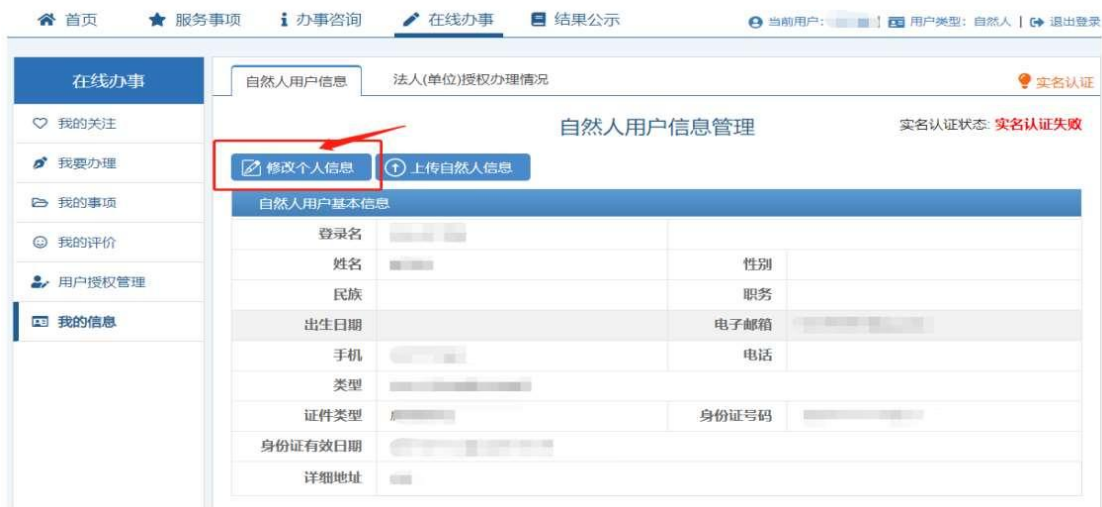 首页 服务事项 办事咨询 在线办事 结果公示 当前用户: 用户类型: 自然人 | 退出登录
在线办事
我的关注
我要办理
我的事项
我的评价
用户授权管理
我的信息
自然人用户信息 法人(单位)授权办理情况 实名认证
自然人用户信息管理 实名认证状态: 实名认证失败
修改个人信息 上传自然人信息
自然人用户基本信息
登录名
姓名 性别
民族 职务
出生日期 电子邮箱
手机 电话
类型
证件类型 身份证号码
身份证有效日期
详细地址